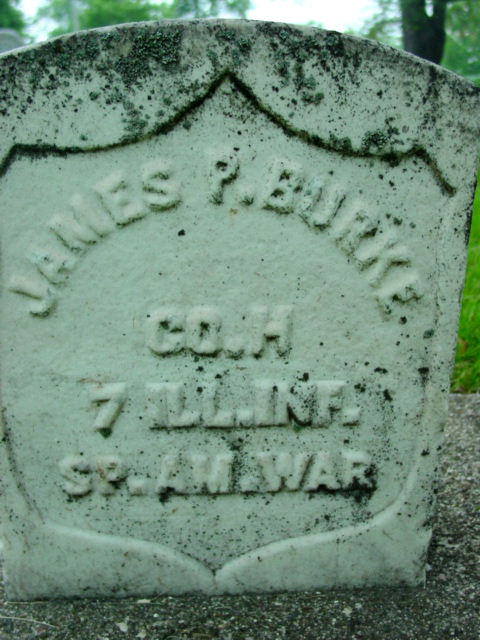 JAMES P. BURKE
CO. H
7 ILL. INF.
SP. AM. WAR